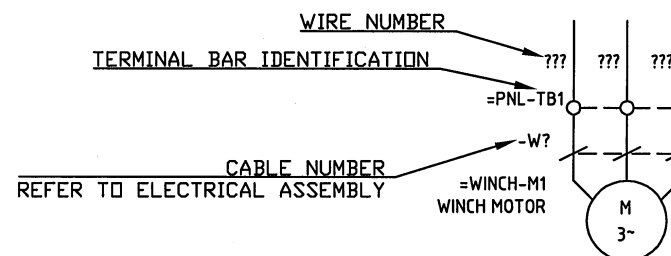 WIRE NUMBER
??? ??? ???
TERMINAL BAR IDENTIFICATION
=PNL-TB1
-W?
CABLE NUMBER
REFER TO ELECTRICAL ASSEMBLY
=WINCH-M1
WINCH MOTOR
M
3~